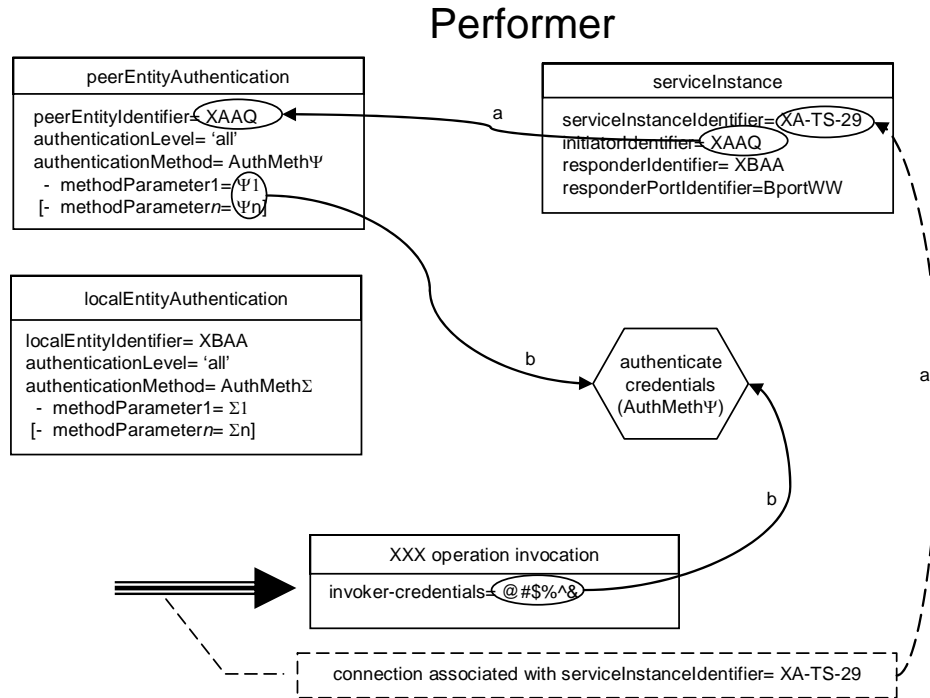 Performer
peerEntityAuthentication
peerEntityIdentifier= XAAQ
authenticationLevel= ‘all’
authenticationMethod= AuthMethΨ
- methodParameter1= Ψ1
[- methodParametern= Ψn]
a
serviceInstance
serviceInstanceIdentifier= XA-TS-29
initiatorIdentifier= XAAQ
responderIdentifier= XBAA
responderPortIdentifier=BportWW
localEntityAuthentication
localEntityIdentifier= XBAA
authenticationLevel= ‘all’
authenticationMethod= AuthMethΣ
- methodParameter1= Σ1
[- methodParametern= Σn]
b
authenticate
credentials
(AuthMethΨ)
a
b
XXX operation invocation
invoker-credentials= @#$%^&
connection associated with serviceInstanceIdentifier= XA-TS-29